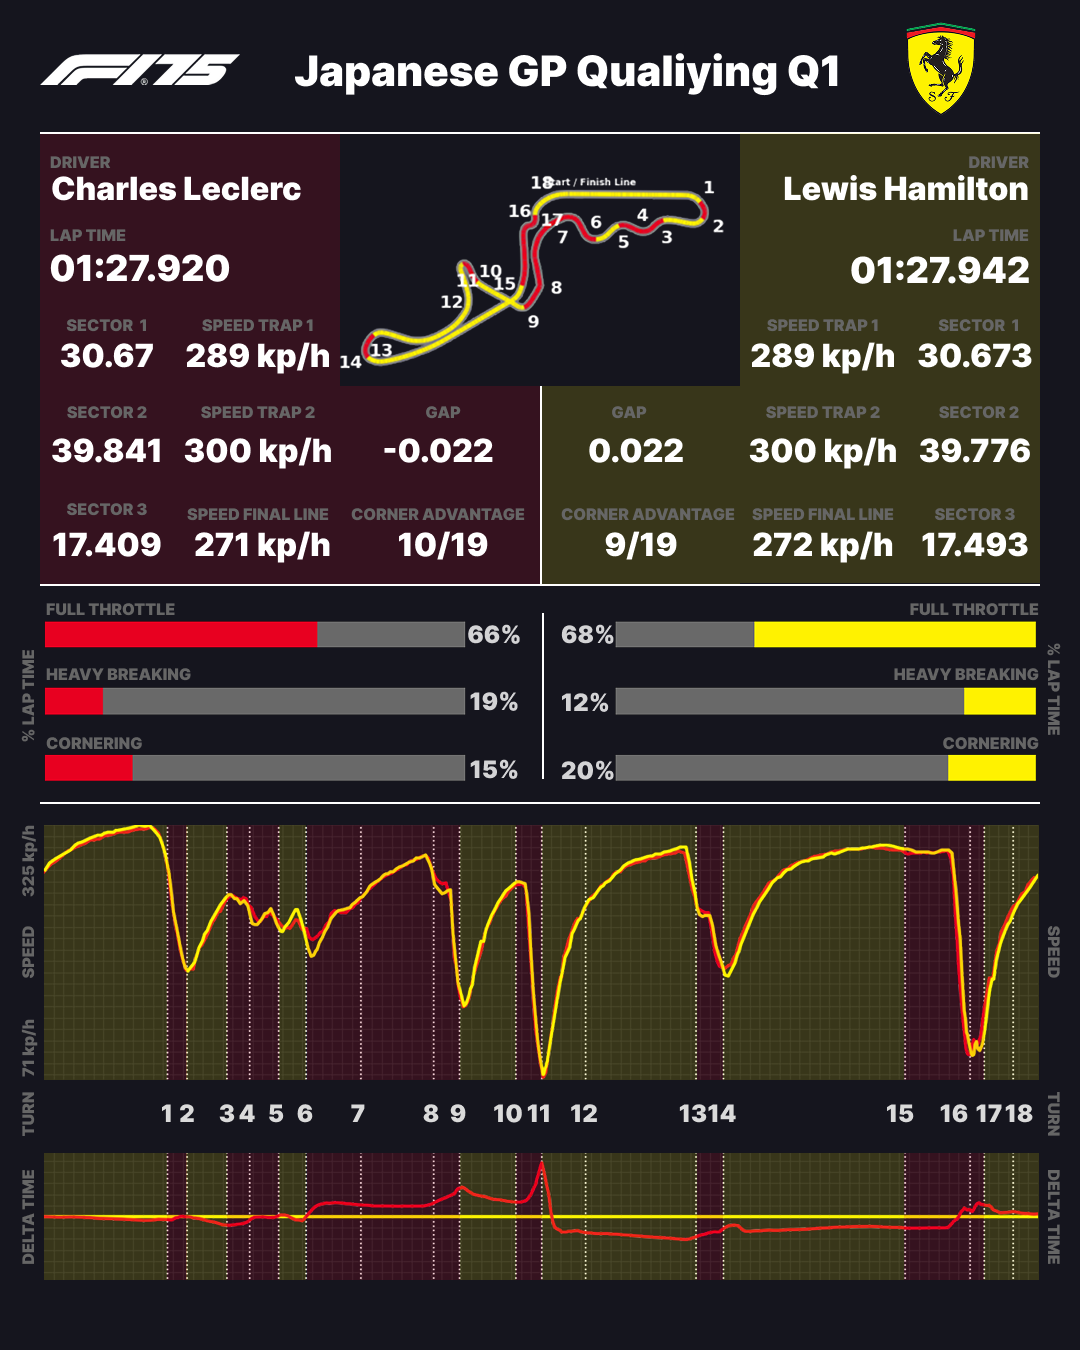 F1 75
Japanese GP Qualiying Q1
S F
DRIVER
Charles Leclerc
LAP TIME
01:27.920
SECTOR 1
30.67
SPEED TRAP 1
289 kp/h
18 Start / Finish Line
1
2
3
4
5
6
7
17
16
8
9
10
11
15
12
13
14
DRIVER
Lewis Hamilton
LAP TIME
01:27.942
SPEED TRAP 1
289 kp/h
SECTOR 1
30.673
SECTOR 2
39.841
SPEED TRAP 2
300 kp/h
GAP
-0.022
GAP
0.022
SPEED TRAP 2
300 kp/h
SECTOR 2
39.776
SECTOR 3
17.409
SPEED FINAL LINE
271 kp/h
CORNER ADVANTAGE
10/19
CORNER ADVANTAGE
9/19
SPEED FINAL LINE
272 kp/h
SECTOR 3
17.493
% LAP TIME
FULL THROTTLE
66%
HEAVY BREAKING
19%
CORNERING
15%
FULL THROTTLE
68%
HEAVY BREAKING
12%
CORNERING
20%
% LAP TIME
325 kp/h
SPEED
71 kp/h
SPEED
TURN
1 2 3 4 5 6 7 8 9 10 11 12 13 14 15 16 17 18
TURN
DELTA TIME
DELTA TIME